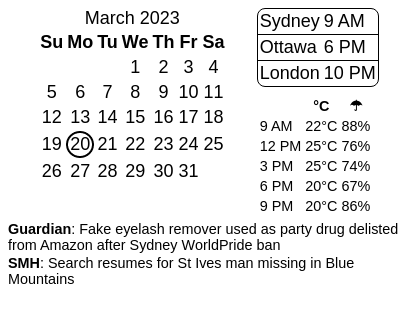 March 2023
Su Mo Tu We Th Fr Sa
1 2 3 4
5 6 7 8 9 10 11
12 13 14 15 16 17 18
19 20 21 22 23 24 25
26 27 28 29 30 31
Sydney 9 AM
Ottawa 6 PM
London 10 PM
°C ☂
9 AM 22°C 88%
12 PM 25°C 76%
3 PM 25°C 74%
6 PM 20°C 67%
9 PM 20°C 86%
Guardian: Fake eyelash remover used as party drug delisted
from Amazon after Sydney WorldPride ban
SMH: Search resumes for St Ives man missing in Blue
Mountains